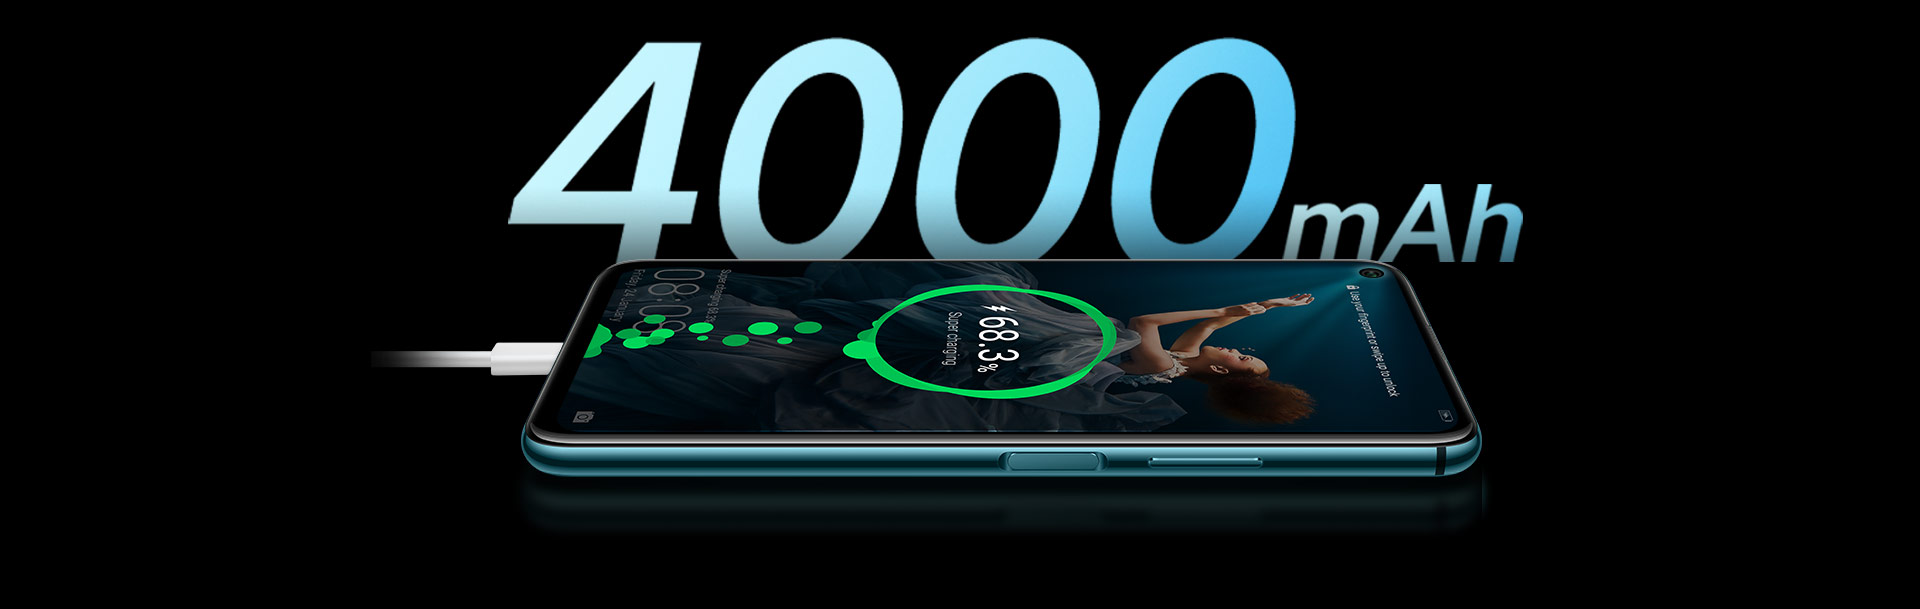 4000mAh
08:08
Friday 24 January
Super charging 68.3%
68.3%
Super charging
Use your fingerprint or swipe up to unlock